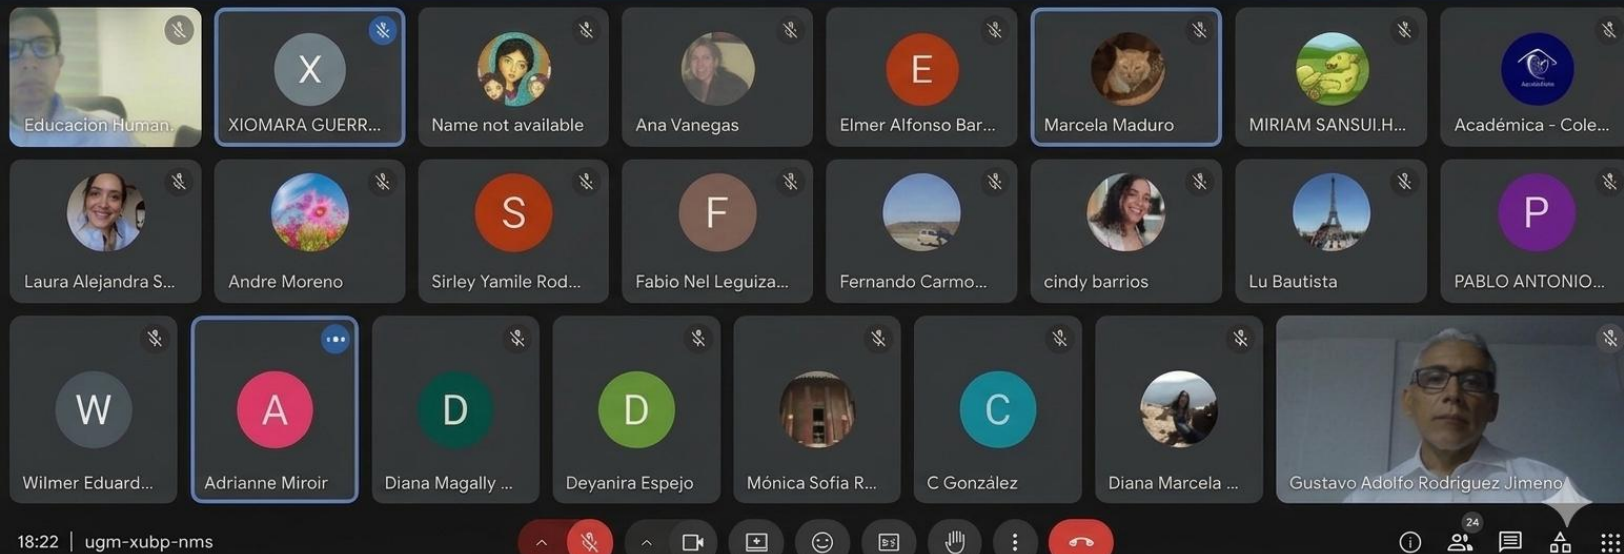 Educacion Human.
X
XIOMARA GUERR...
Name not available
Ana Vanegas
E
Elmer Alfonso Bar...
Marcela Maduro
MIRIAM SANSUI.H...
Académica - Cole...
Laura Alejandra S...
Andre Moreno
S
Sirley Yamile Rod...
F
Fabio Nel Leguiza...
Fernando Carmo...
cindy barrios
Lu Bautista
P
PABLO ANTONIO...
W
Wilmer Eduard...
A
Adrianne Miroir
D
Diana Magally ...
D
Deyanira Espejo
Mónica Sofia R...
C
C González
Diana Marcela ...
Gustavo Adolfo Rodriguez Jimeno
18:22 | ugm-xubp-nms
24